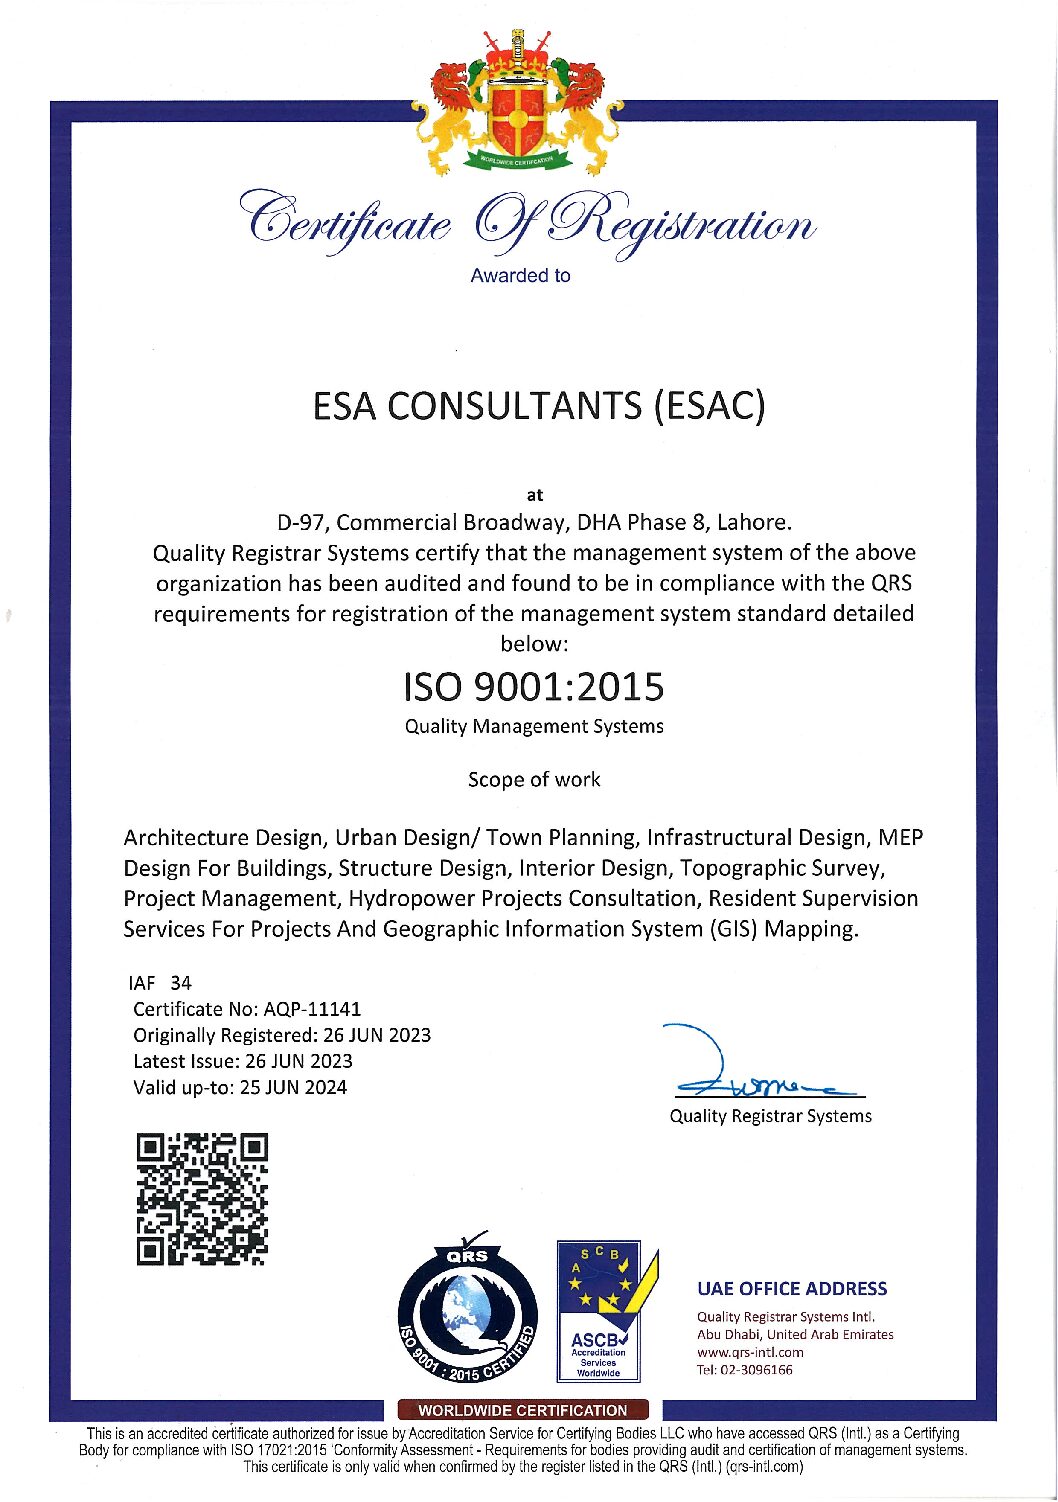 WORLDWIDE CERTIFICATION
Certificate Of Registration
Awarded to
ESA CONSULTANTS (ESAC)
at
D-97, Commercial Broadway, DHA Phase 8, Lahore.
Quality Registrar Systems certify that the management system of the above
organization has been audited and found to be in compliance with the QRS
requirements for registration of the management system standard detailed
below:
ISO 9001:2015
Quality Management Systems
Scope of work
Architecture Design, Urban Design/ Town Planning, Infrastructural Design, MEP
Design For Buildings, Structure Design, Interior Design, Topographic Survey,
Project Management, Hydropower Projects Consultation, Resident Supervision
Services For Projects And Geographic Information System (GIS) Mapping.
IAF 34
Certificate No: AQP-11141
Originally Registered: 26 JUN 2023
Latest Issue: 26 JUN 2023
Valid up-to: 25 JUN 2024
Quality Registrar Systems
QRS
ISO 9001 : 2015 CERTIFIED
A S C B
ASCB
Accreditation
Services
Worldwide
UAE OFFICE ADDRESS
Quality Registrar Systems Intl.
Abu Dhabi, United Arab Emirates
www.qrs-intl.com
Tel: 02-3096166
WORLDWIDE CERTIFICATION
This is an accredited certificate authorized for issue by Accreditation Service for Certifying Bodies LLC who have accessed QRS (Intl.) as a Certifying
Body for compliance with ISO 17021:2015 'Conformity Assessment - Requirements for bodies providing audit and certification of management systems.
This certificate is only valid when confirmed by the register listed in the QRS (Intl.) (qrs-intl.com)